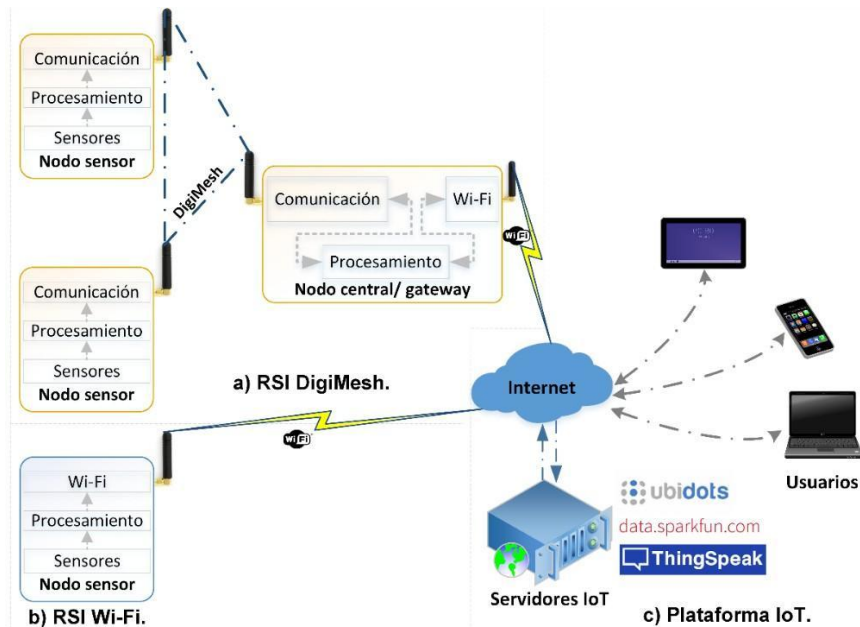 Comunicación
Procesamiento
Sensores
Nodo sensor
DigiMesh
Comunicación
Wi-Fi
Procesamiento
Nodo central/ gateway
WiFi
Comunicación
Procesamiento
Sensores
Nodo sensor
a) RSI DigiMesh.
Internet
WiFi
Wi-Fi
Procesamiento
Sensores
Nodo sensor
b) RSI Wi-Fi.
Usuarios
ubidots
data.sparkfun.com
ThingSpeak
Servidores IoT
c) Plataforma IoT.